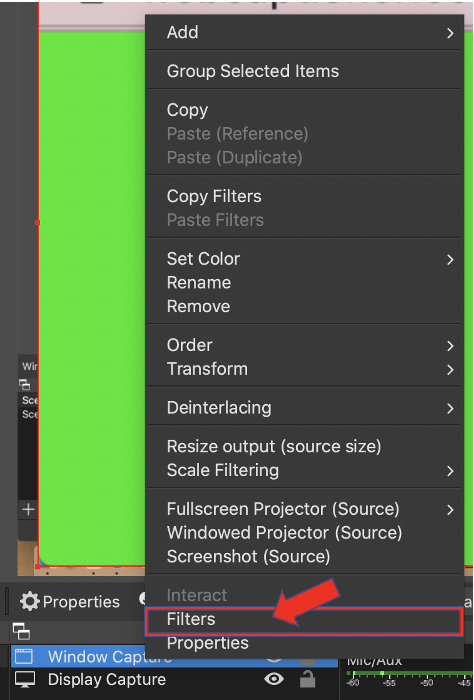 Add
Group Selected Items
Copy
Paste (Reference)
Paste (Duplicate)
Copy Filters
Paste Filters
Set Color
Rename
Remove
Order
Transform
Deinterlacing
Resize output (source size)
Scale Filtering
Fullscreen Projector (Source)
Windowed Projector (Source)
Screenshot (Source)
Interact
Filters
Properties
Win
Sce
Sce
Properties
Window Capture
Display Capture
Mic/Aux
-60 -55 -50 -45